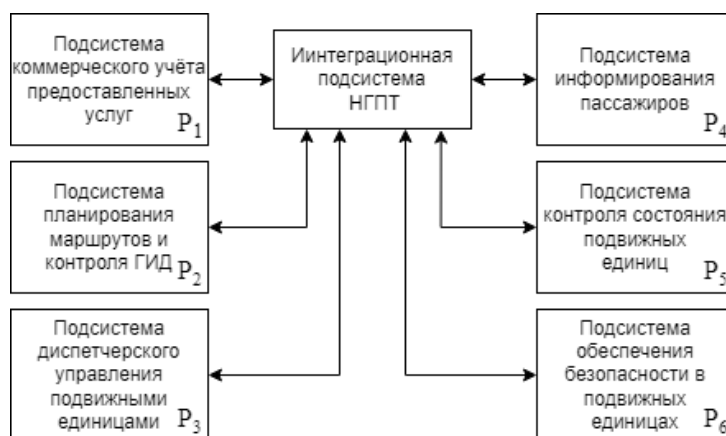 Подсистема
коммерческого учёта
предоставленных
услуг
P1
Иинтеграционная
подсистема
НГПТ
Подсистема
информирования
пассажиров
P4
Подсистема
планирования
маршрутов и
контроля ГИД
P2
Подсистема
контроля состояния
подвижных
единиц
P5
Подсистема
диспетчерского
управления
подвижными
единицами
P3
Подсистема
обеспечения
безопасности в
подвижных
единицах
P6